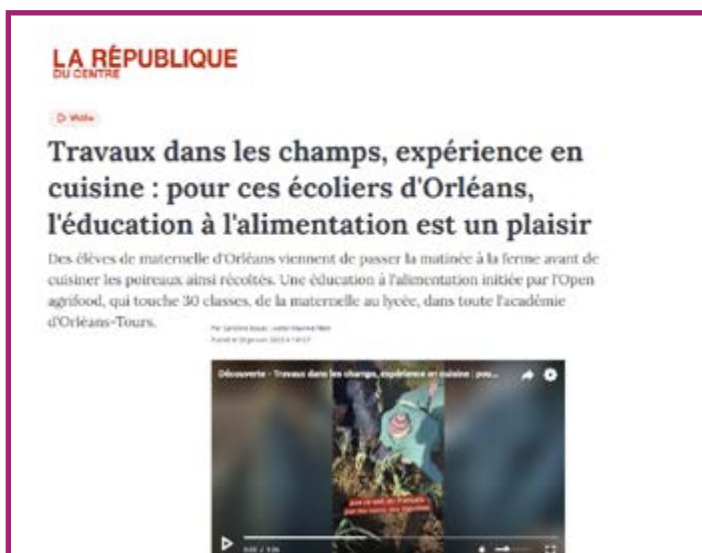 LA RÉPUBLIQUE
DU CENTRE
Vidéo
Travaux dans les champs, expérience en
cuisine : pour ces écoliers d'Orléans,
l'éducation à l'alimentation est un plaisir
Des élèves de maternelle d'Orléans viennent de passer la matinée à la ferme avant de
cuisiner les poireaux ainsi récoltés. Une éducation à l'alimentation initiée par l'Open
agrifood, qui touche 30 classes, de la maternelle au lycée, dans toute l'académie
d'Orléans-Tours.
Découverte - Travaux dans les champs, expérience en cuisine : pou...